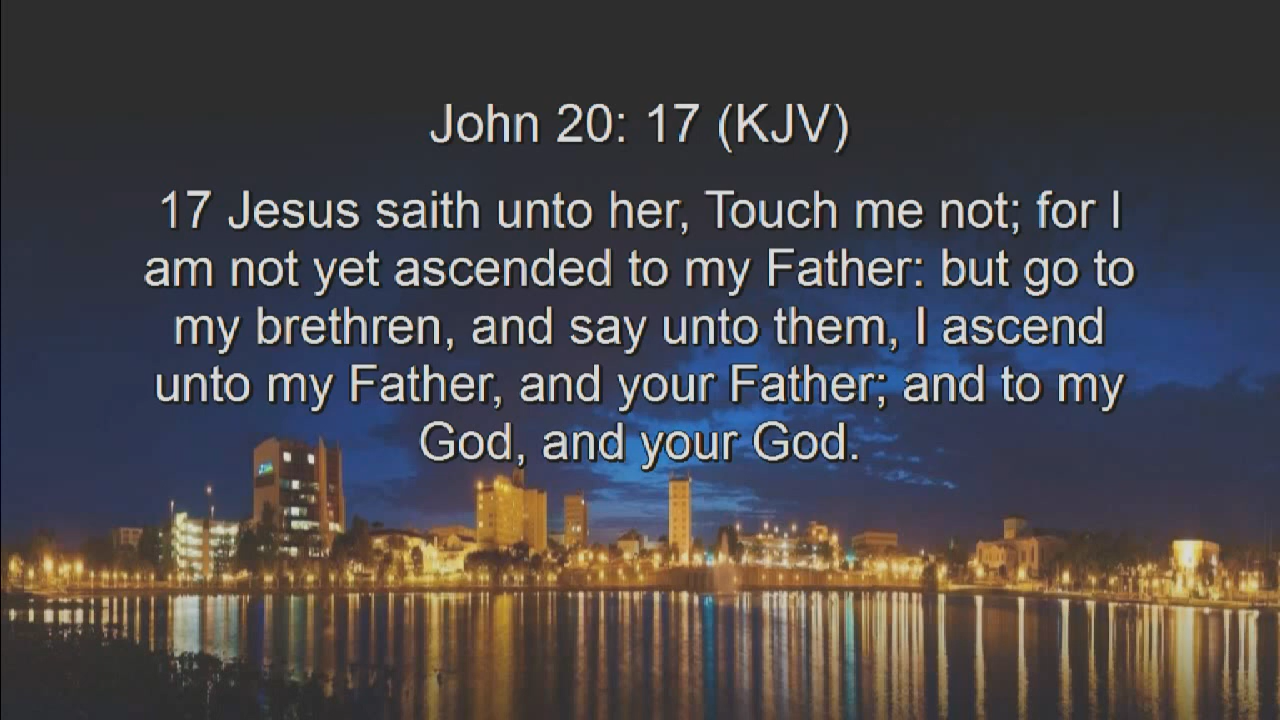 John 20: 17 (KJV)
17 Jesus saith unto her, Touch me not; for I
am not yet ascended to my Father: but go to
my brethren, and say unto them, I ascend
unto my Father, and your Father; and to my
God, and your God.